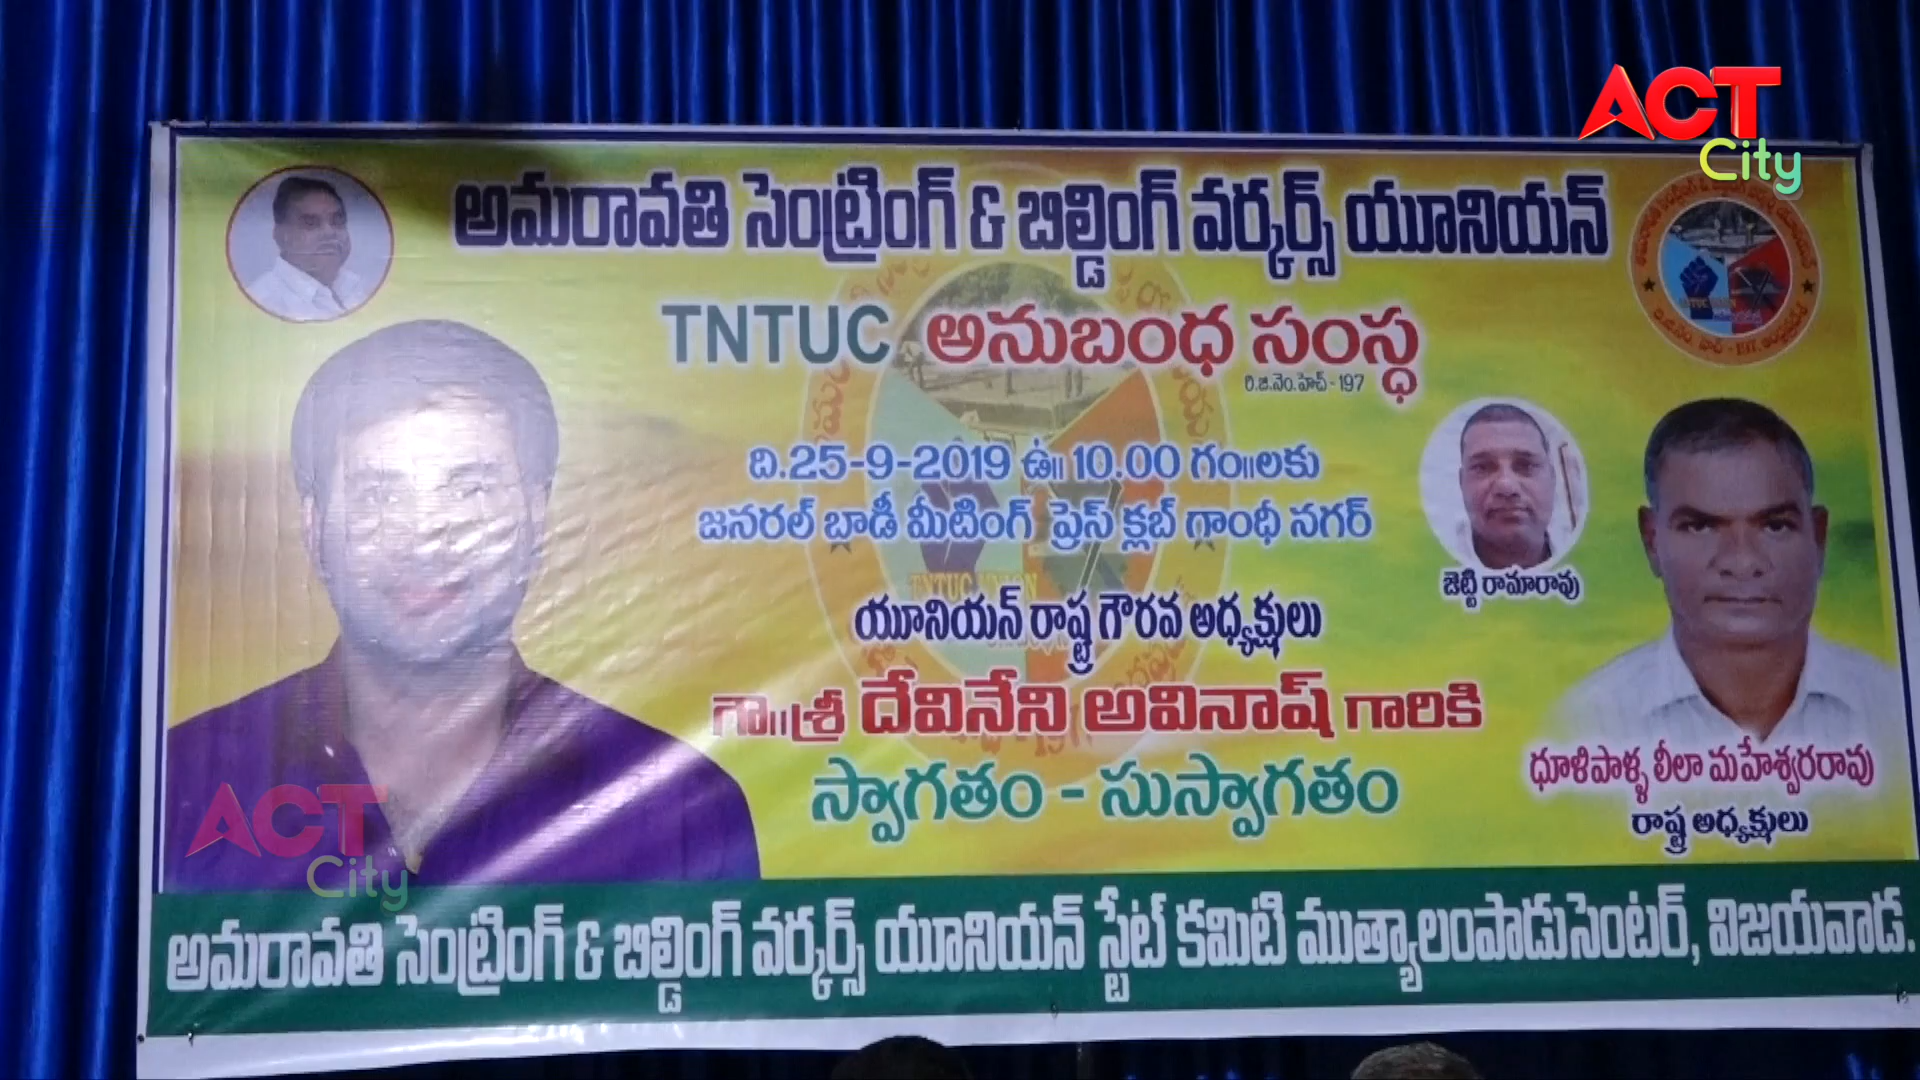 ACT
City
అమరావతి సెంట్రింగ్ & బిల్డింగ్ వర్కర్స్ యూనియన్
TNTUC అనుబంధ సంస్థ
రి.జి.నెం.హెచ్-197
ది.25-9-2019 ఉ॥ 10.00 గం॥లకు
జనరల్ బాడీ మీటింగ్ ప్రెస్ క్లబ్ గాంధీ నగర్
యూనియన్ రాష్ట్ర గౌరవ అధ్యక్షులు
గౌ॥శ్రీ దేవినేని అవినాష్ గారికి
స్వాగతం - సుస్వాగతం
జెట్టి రామారావు
ధూళిపాళ్ళ లీలా మహేశ్వరరావు
రాష్ట్ర అధ్యక్షులు
ACT
City
అమరావతి సెంట్రింగ్ & బిల్డింగ్ వర్కర్స్ యూనియన్ స్టేట్ కమిటి ముత్యాలంపాడుసెంటర్, విజయవాడ.